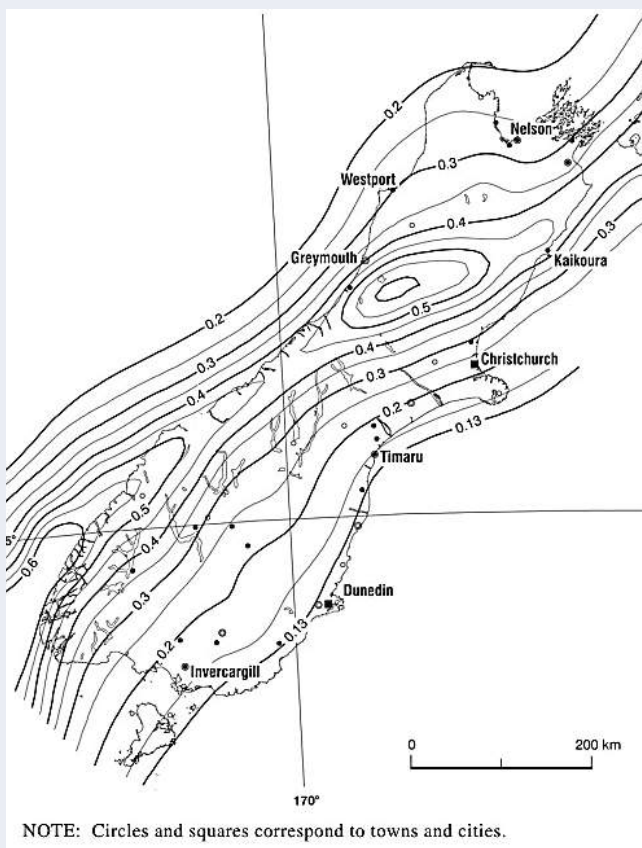 0.2
Nelson
0.3
Westport
0.4
0.3
Greymouth
Kaikoura
0.5
0.2
0.3
0.4
0.4
Christchurch
0.3
0.2
0.13
Timaru
0.5
5°
0.4
0.6
Dunedin
0.3
0.13
0.2
Invercargill
0 200 km
170°
NOTE: Circles and squares correspond to towns and cities.